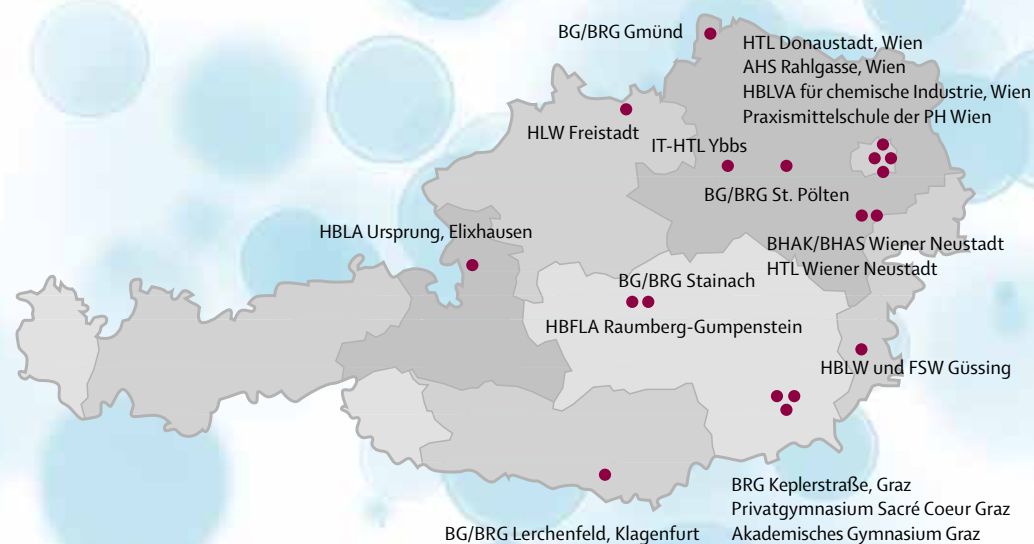 BG/BRG Gmünd
HTL Donaustadt, Wien
AHS Rahlgasse, Wien
HBLVA für chemische Industrie, Wien
Praxismittelschule der PH Wien
HLW Freistadt
IT-HTL Ybbs
BG/BRG St. Pölten
HBLA Ursprung, Elixhausen
BHAK/BHAS Wiener Neustadt
HTL Wiener Neustadt
BG/BRG Stainach
HBFLA Raumberg-Gumpenstein
HBLW und FSW Güssing
BRG Keplerstraße, Graz
Privatgymnasium Sacré Coeur Graz
Akademisches Gymnasium Graz
BG/BRG Lerchenfeld, Klagenfurt